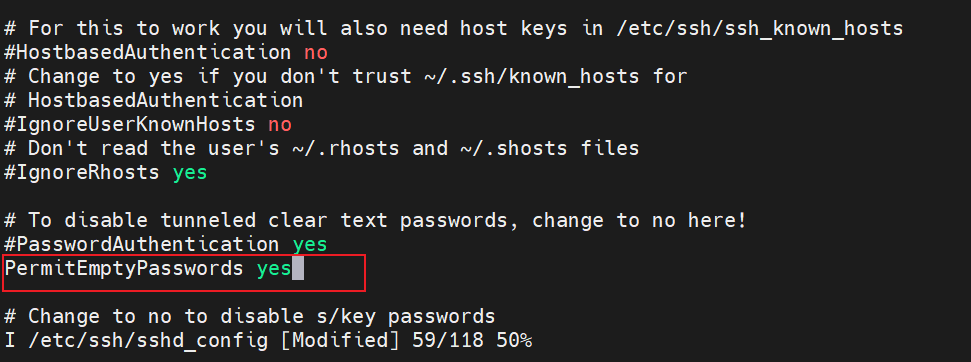 # For this to work you will also need host keys in /etc/ssh/ssh_known_hosts
#HostbasedAuthentication no
# Change to yes if you don't trust ~/.ssh/known_hosts for
# HostbasedAuthentication
#IgnoreUserKnownHosts no
# Don't read the user's ~/.rhosts and ~/.shosts files
#IgnoreRhosts yes
# To disable tunneled clear text passwords, change to no here!
#PasswordAuthentication yes
PermitEmptyPasswords yes
# Change to no to disable s/key passwords
I /etc/ssh/sshd_config [Modified] 59/118 50%